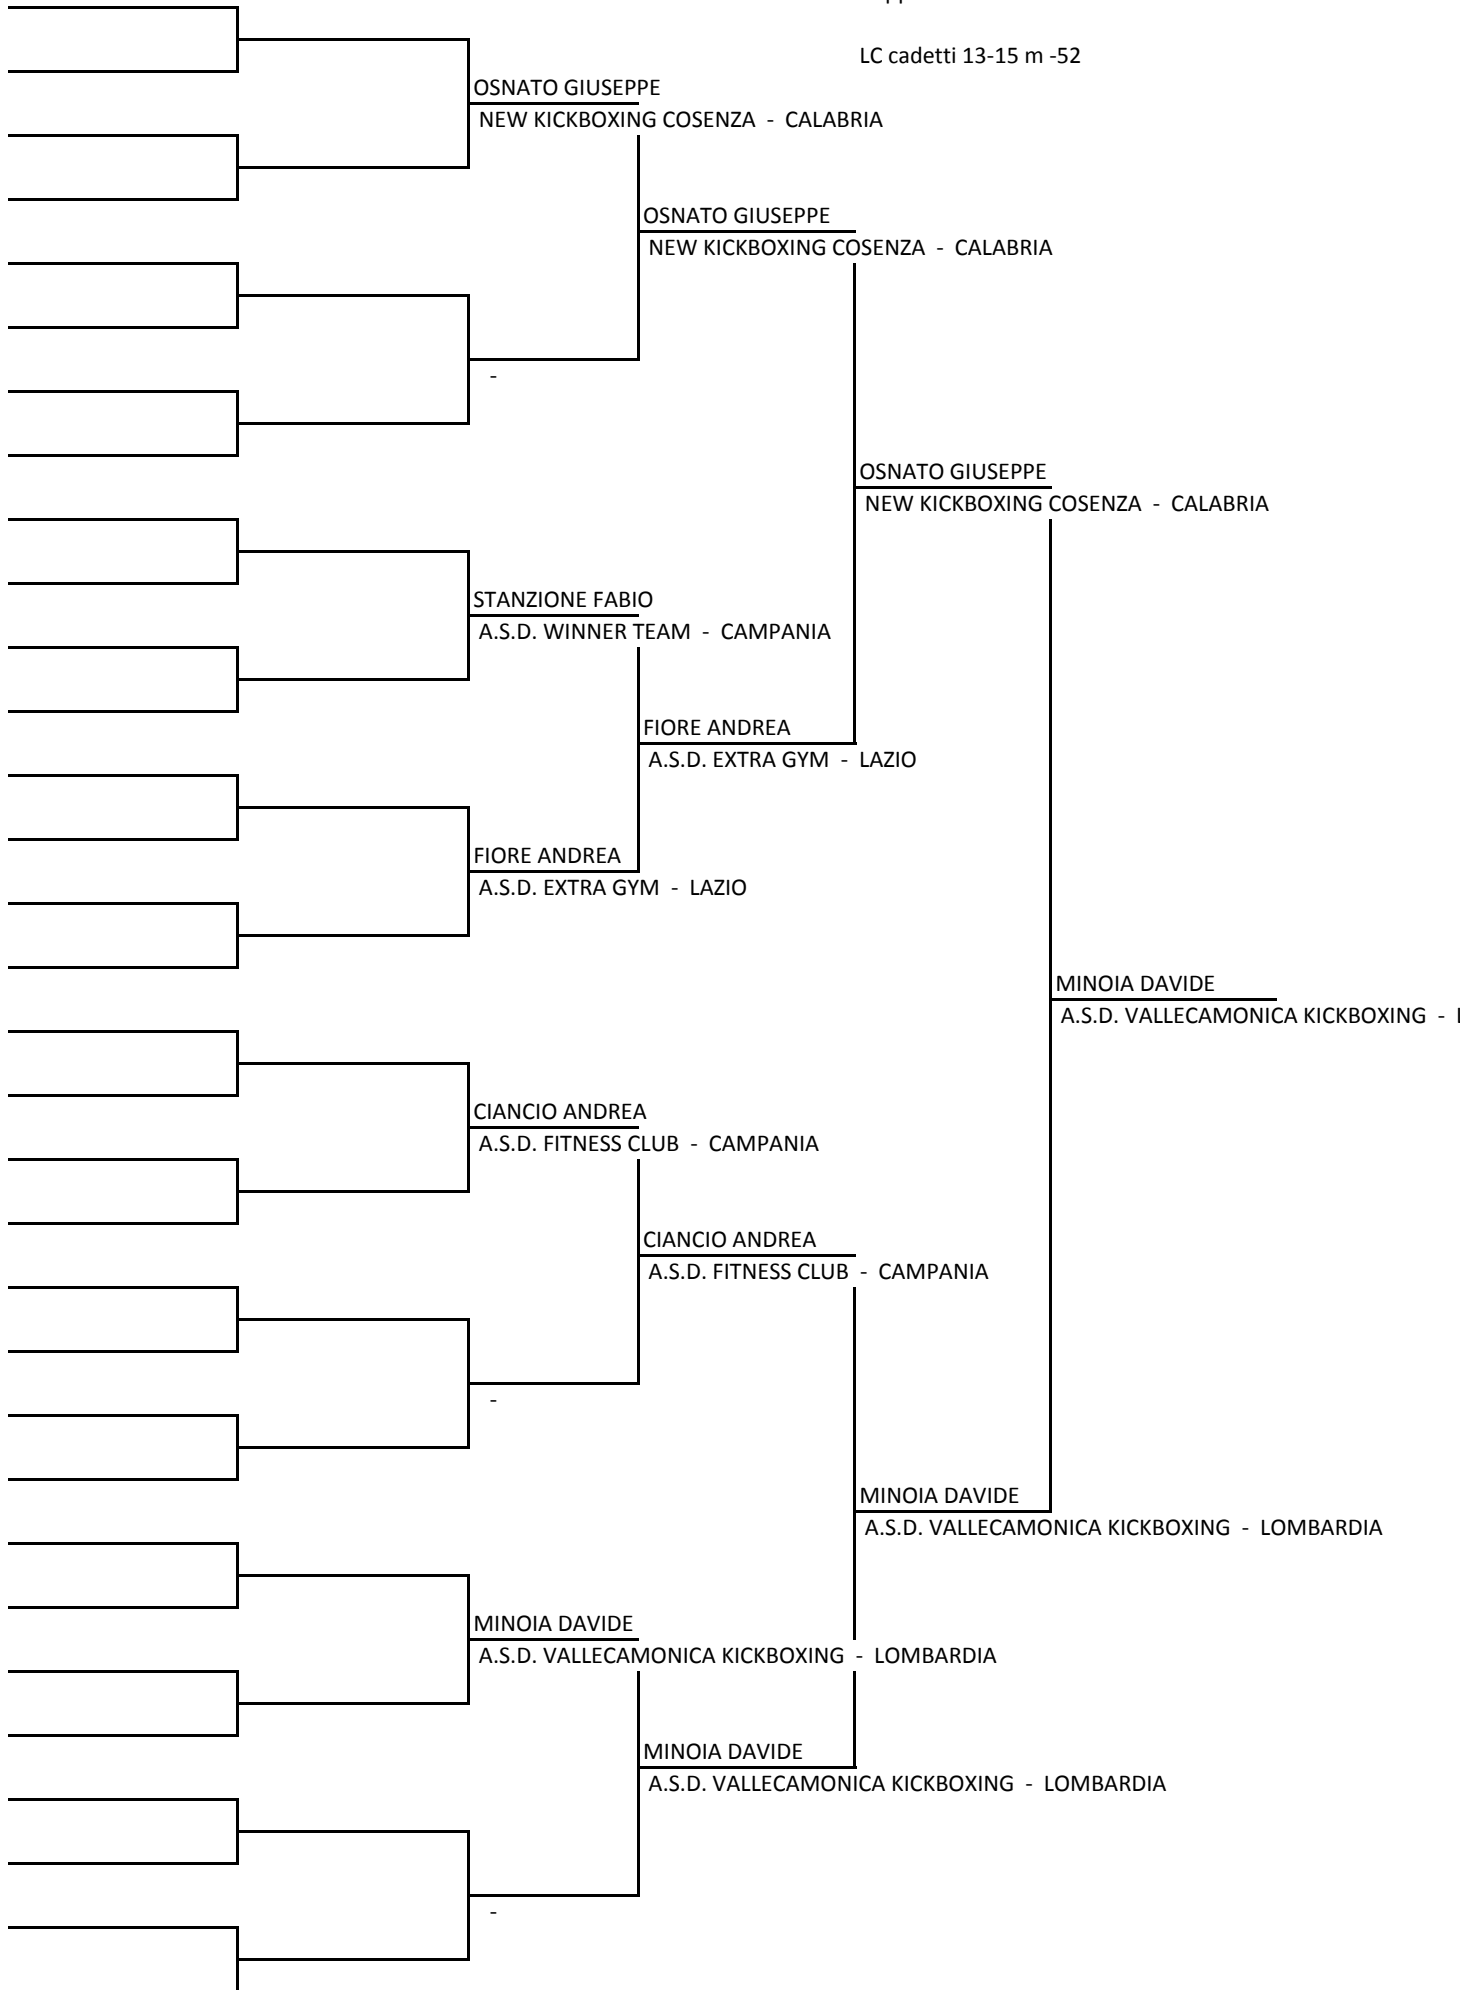 LC cadetti 13-15 m -52
OSNATO GIUSEPPE
NEW KICKBOXING COSENZA - CALABRIA
OSNATO GIUSEPPE
NEW KICKBOXING COSENZA - CALABRIA
-
OSNATO GIUSEPPE
NEW KICKBOXING COSENZA - CALABRIA
STANZIONE FABIO
A.S.D. WINNER TEAM - CAMPANIA
FIORE ANDREA
A.S.D. EXTRA GYM - LAZIO
FIORE ANDREA
A.S.D. EXTRA GYM - LAZIO
MINOIA DAVIDE
A.S.D. VALLECAMONICA KICKBOXING -
CIANCIO ANDREA
A.S.D. FITNESS CLUB - CAMPANIA
CIANCIO ANDREA
A.S.D. FITNESS CLUB - CAMPANIA
-
MINOIA DAVIDE
A.S.D. VALLECAMONICA KICKBOXING - LOMBARDIA
MINOIA DAVIDE
A.S.D. VALLECAMONICA KICKBOXING - LOMBARDIA
MINOIA DAVIDE
A.S.D. VALLECAMONICA KICKBOXING - LOMBARDIA
-